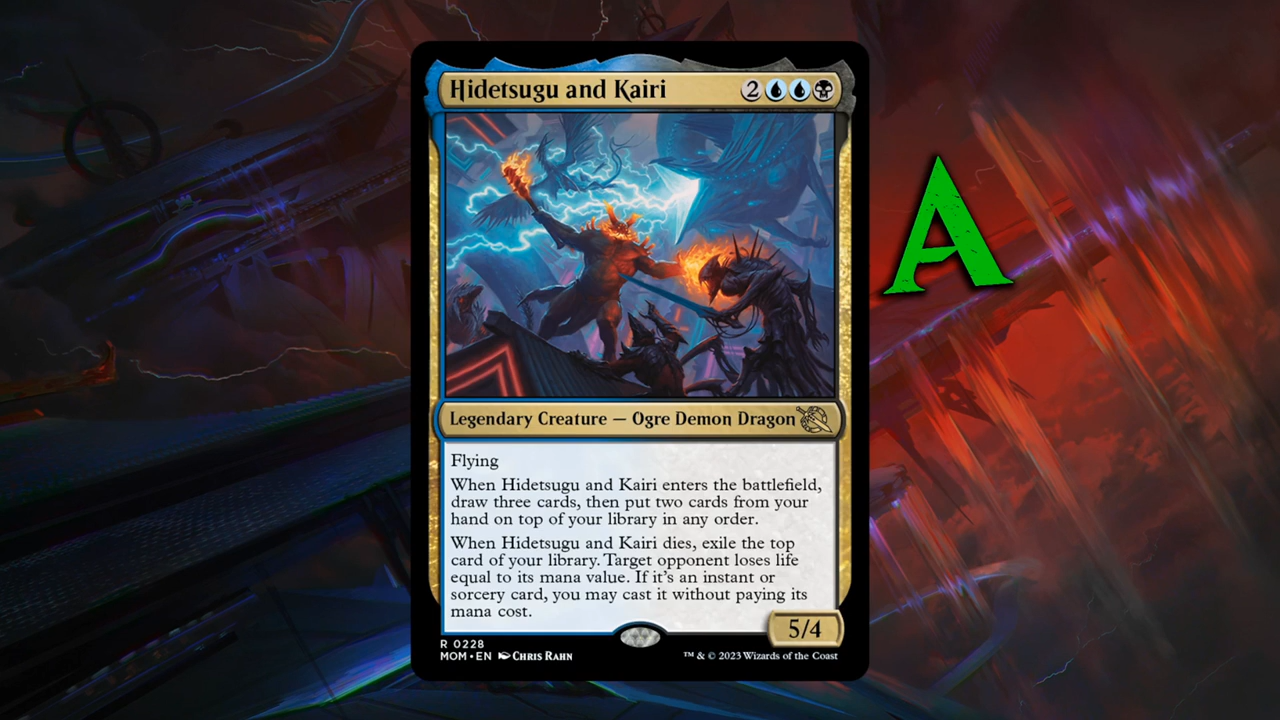 Hidetsugu and Kairi 2
A
Legendary Creature — Ogre Demon Dragon
Flying
When Hidetsugu and Kairi enters the battlefield,
draw three cards, then put two cards from your
hand on top of your library in any order.
When Hidetsugu and Kairi dies, exile the top
card of your library. Target opponent loses life
equal to its mana value. If it's an instant or
sorcery card, you may cast it without paying its
mana cost.
5/4
R 0228
MOM • EN Chris Rahn
™ & © 2023 Wizards of the Coast